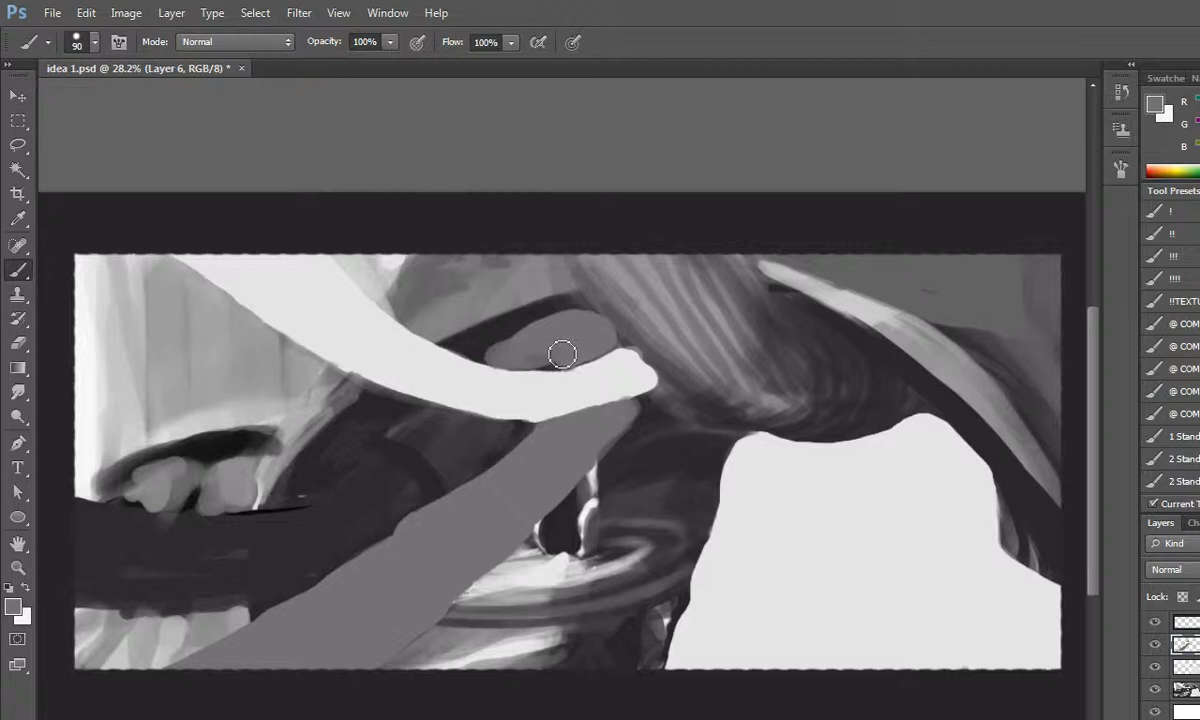 Ps File Edit Image Layer Type Select Filter View Window Help
90 Mode: Normal Opacity: 100% Flow: 100%
idea 1.psd @ 28.2% (Layer 6, RGB/8) * ×
Swatche
R
G
B
Tool Presets
!
!!
!!!
!!!!
!!TEXTU
@ COM
@ COM
@ COM
@ COM
@ COM
1 Stand
2 Stand
2 Stand
Current T
Layers Ch
Kind
Normal
Lock:
T